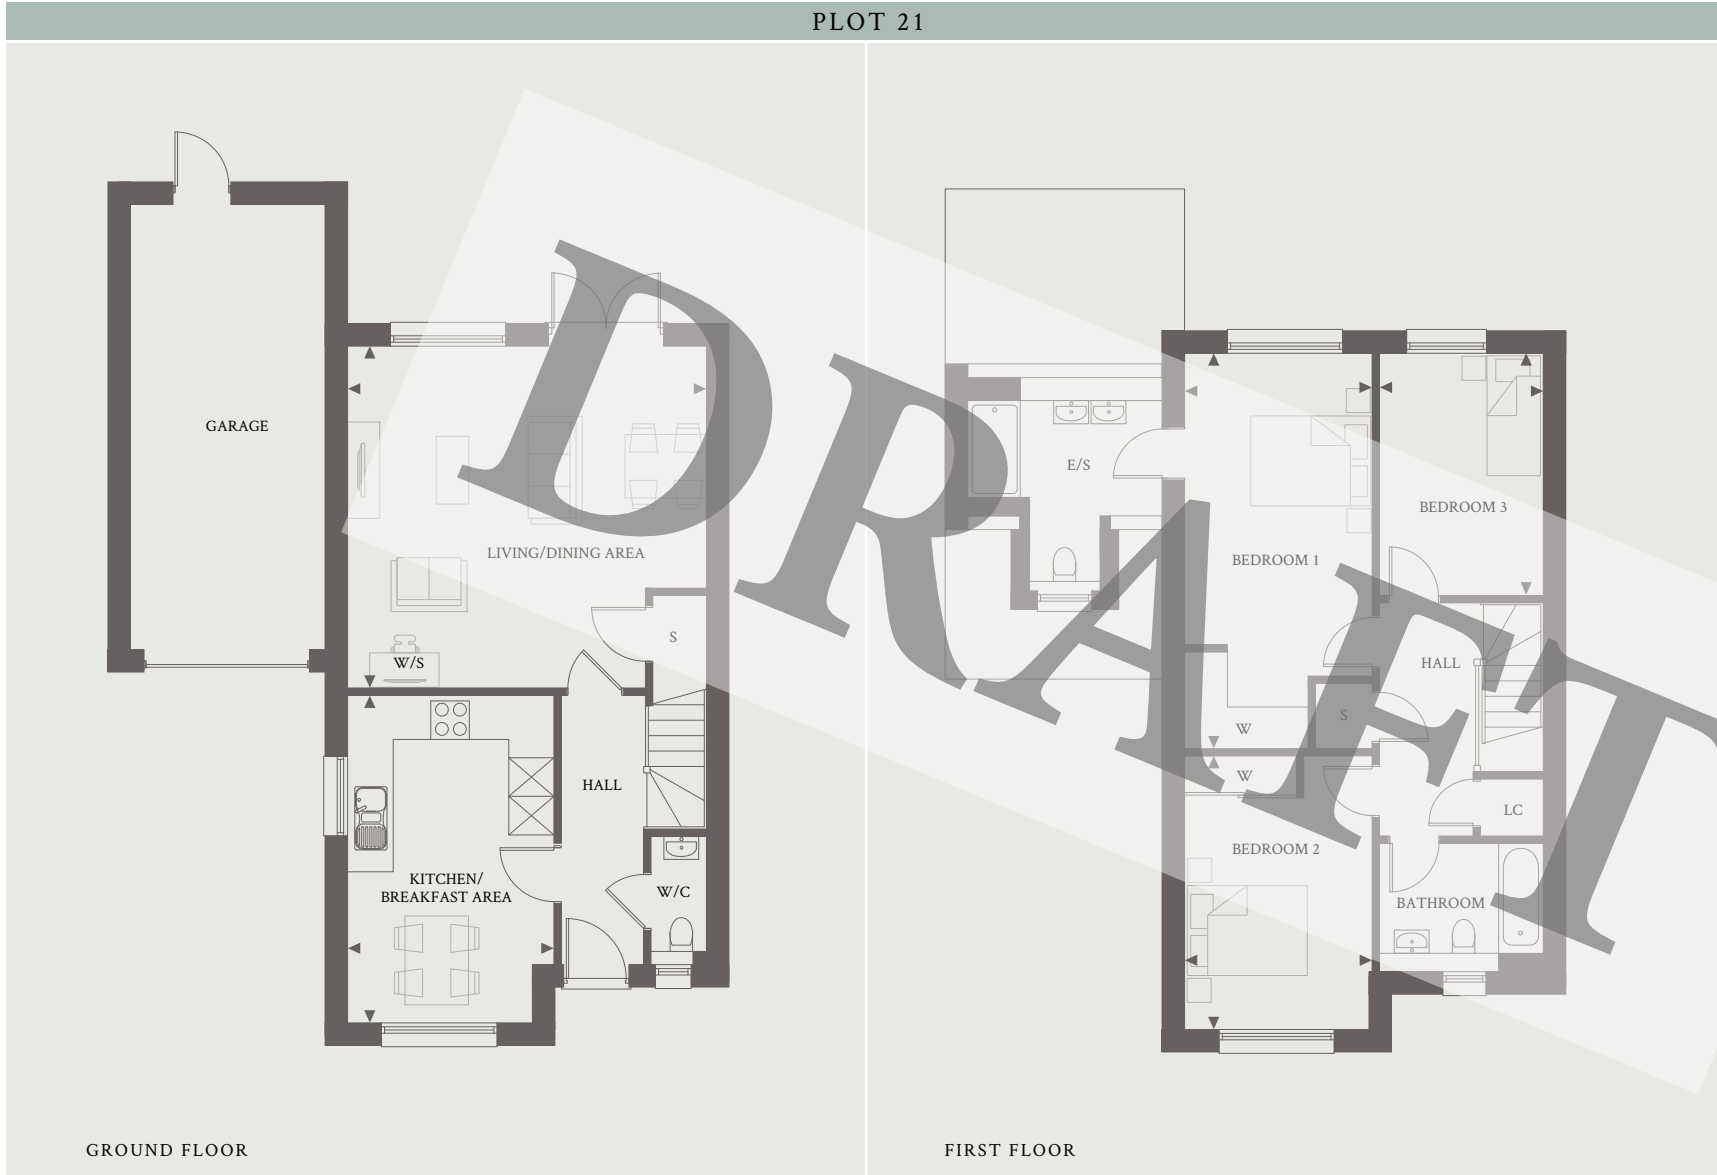 PLOT 21
GARAGE
LIVING/DINING AREA
S
W/S
HALL
KITCHEN/
BREAKFAST AREA
W/C
GROUND FLOOR
E/S
BEDROOM 3
BEDROOM 1
HALL
S
W
W
LC
BEDROOM 2
BATHROOM
FIRST FLOOR
DRAFT